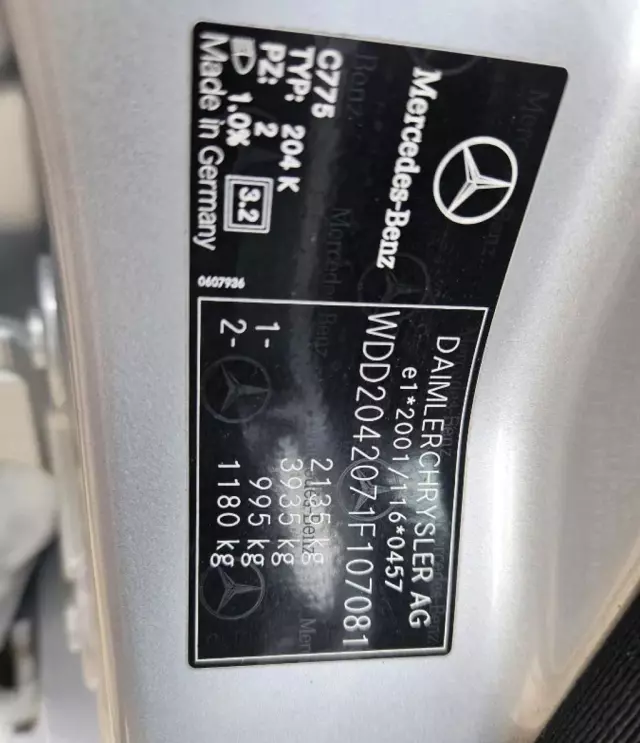 Mercedes-Benz
C775
TYP: 204 K
PZ: 2
1.0% 3.2
Made in Germany
0607936
DAIMLERCHRYSLER AG
e1*2001/116*0457
WDD2042071F107081
2135 kg
3935 kg
1- 995 kg
2- 1180 kg